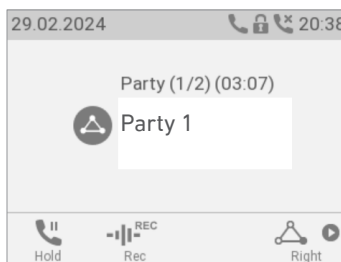 29.02.2024 20:38
Party (1/2) (03:07)
Party 1
REC
Hold Rec Right